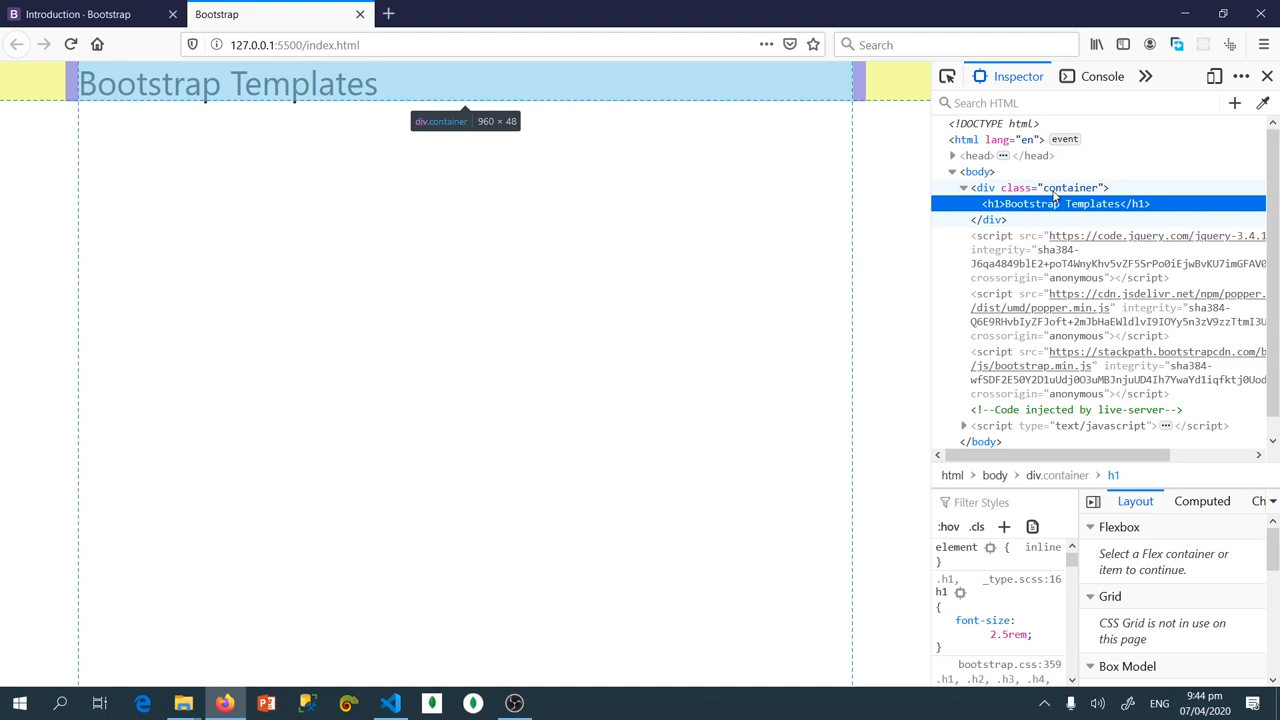 Introduction · Bootstrap
Bootstrap
127.0.0.1:5500/index.html
Search
Bootstrap Templates
div.container 960 × 48
Inspector
Console
Search HTML
<!DOCTYPE html>
<html lang="en"> event
<head> </head>
<body>
<div class="container">
<h1>Bootstrap Templates</h1>
</div>
<script src="https://code.jquery.com/jquery-3.4.1
integrity="sha384-
J6qa4849blE2+poT4WnyKhv5vZF5SrPo0iEjwBvKU7imGFAV0
crossorigin="anonymous"></script>
<script src="https://cdn.jsdelivr.net/npm/popper.
/dist/umd/popper.min.js" integrity="sha384-
Q6E9RHvbIyZFJoft+2mJbHaEWldlvI9IOYy5n3zV9zzTtmI3U
crossorigin="anonymous"></script>
<script src="https://stackpath.bootstrapcdn.com/b
/js/bootstrap.min.js" integrity="sha384-
wfSDF2E50Y2D1uUdj0O3uMBJnjuUD4Ih7YwaYd1iqfktj0Uod
crossorigin="anonymous"></script>
<!--Code injected by live-server-->
<script type="text/javascript"> </script>
</body>
html > body > div.container > h1
Filter Styles
:hov .cls +
Layout
Computed
Ch
element { inline
}
.h1, _type.scss:16
h1
{
font-size:
2.5rem;
}
bootstrap.css:359
.h1, .h2, .h3, .h4,
Flexbox
Select a Flex container or
item to continue.
Grid
CSS Grid is not in use on
this page
Box Model
ENG
9:44 pm
07/04/2020